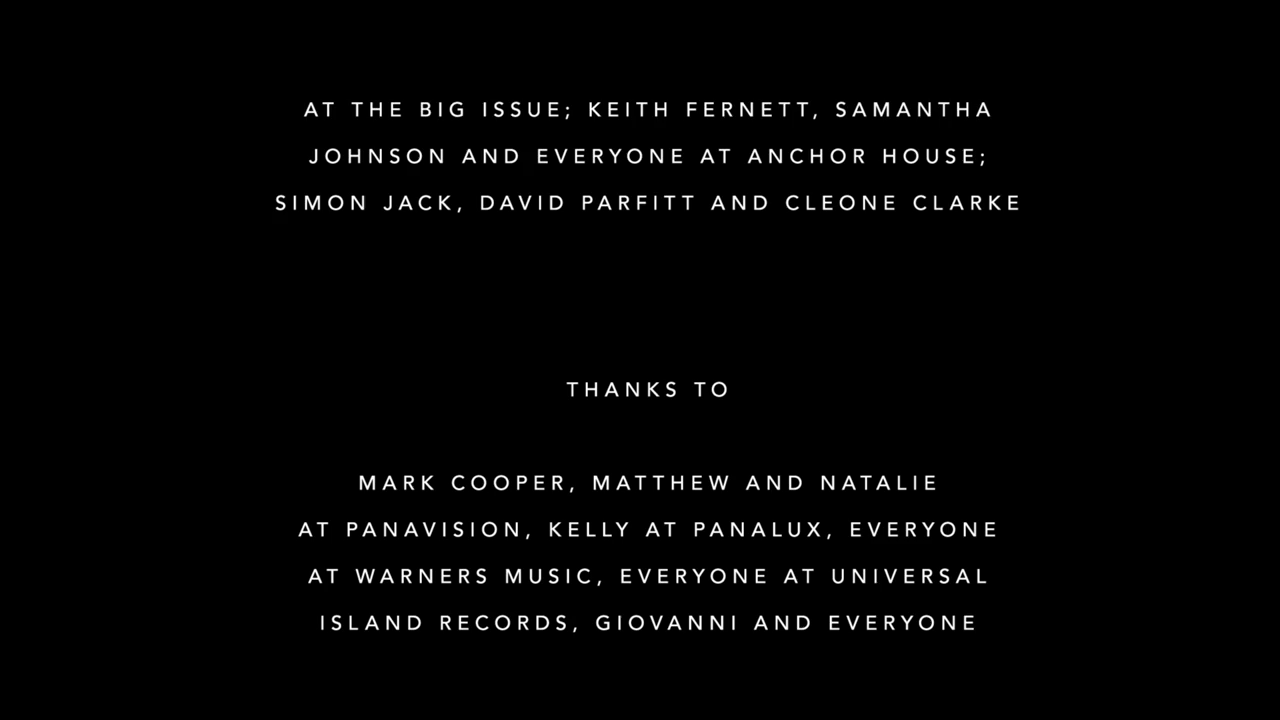 AT THE BIG ISSUE; KEITH FERNETT, SAMANTHA
JOHNSON AND EVERYONE AT ANCHOR HOUSE;
SIMON JACK, DAVID PARFITT AND CLEONE CLARKE
THANKS TO
MARK COOPER, MATTHEW AND NATALIE
AT PANAVISION, KELLY AT PANALUX, EVERYONE
AT WARNERS MUSIC, EVERYONE AT UNIVERSAL
ISLAND RECORDS, GIOVANNI AND EVERYONE